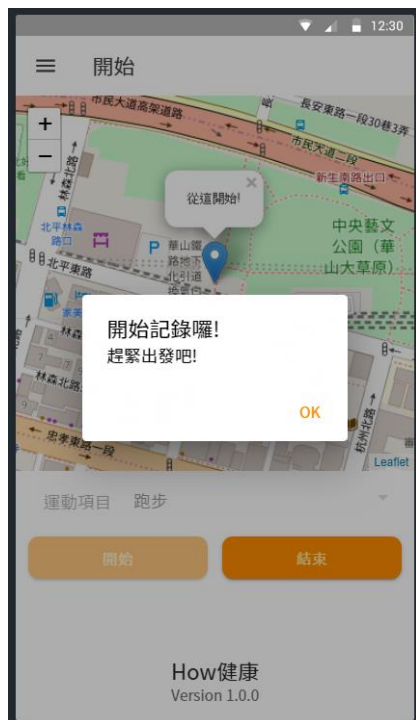 12:30
開始
市民大道高架道路
長安東路一段30巷3弄
市民大道二段
+
−
新生南路出口
林森北路
從這開始!
×
北平林森
路口
P
中央藝文
公園（華
山大草原）
華山鐵
路地下
北引道
北平東路
開始記錄囉!
趕緊出發吧!
OK
林森北路
忠孝東路一段
杭州北路
Leaflet
運動項目 跑步
開始
結束
How健康
Version 1.0.0